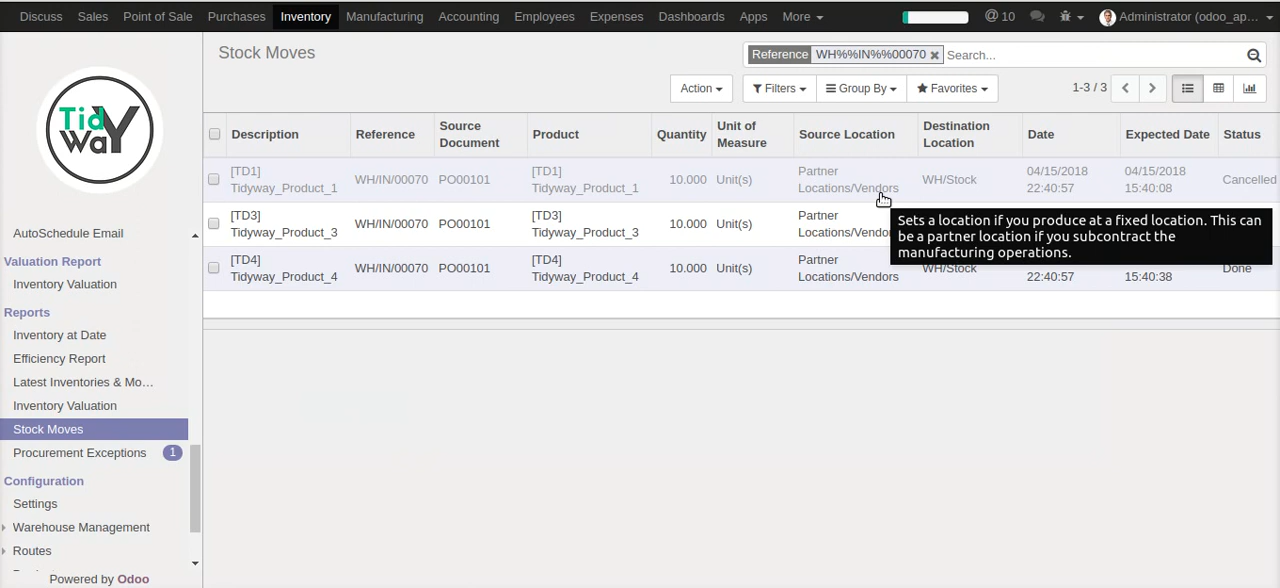 Discuss Sales Point of Sale Purchases Inventory Manufacturing Accounting Employees Expenses Dashboards Apps More @ 10 Administrator (odoo_ap...
Stock Moves
Reference WH%%IN%%00070 Search...
Action Filters Group By Favorites 1-3 / 3
Tidy
Way
Description Reference Source Document Product Quantity Unit of Measure Source Location Destination Location Date Expected Date Status
[TD1] Tidyway_Product_1 WH/IN/00070 PO00101 [TD1] Tidyway_Product_1 10.000 Unit(s) Partner Locations/Vendors WH/Stock 04/15/2018 22:40:57 04/15/2018 15:40:08 Cancelled
[TD3] Tidyway_Product_3 WH/IN/00070 PO00101 [TD3] Tidyway_Product_3 10.000 Unit(s) Partner Locations/Vendors
Sets a location if you produce at a fixed location. This can
be a partner location if you subcontract the
manufacturing operations.
[TD4] Tidyway_Product_4 WH/IN/00070 PO00101 [TD4] Tidyway_Product_4 10.000 Unit(s) Partner Locations/Vendors WH/Stock 22:40:57 15:40:38 Done
AutoSchedule Email
Valuation Report
Inventory Valuation
Reports
Inventory at Date
Efficiency Report
Latest Inventories & Mo...
Inventory Valuation
Stock Moves
Procurement Exceptions 1
Configuration
Settings
Warehouse Management
Routes
Powered by Odoo